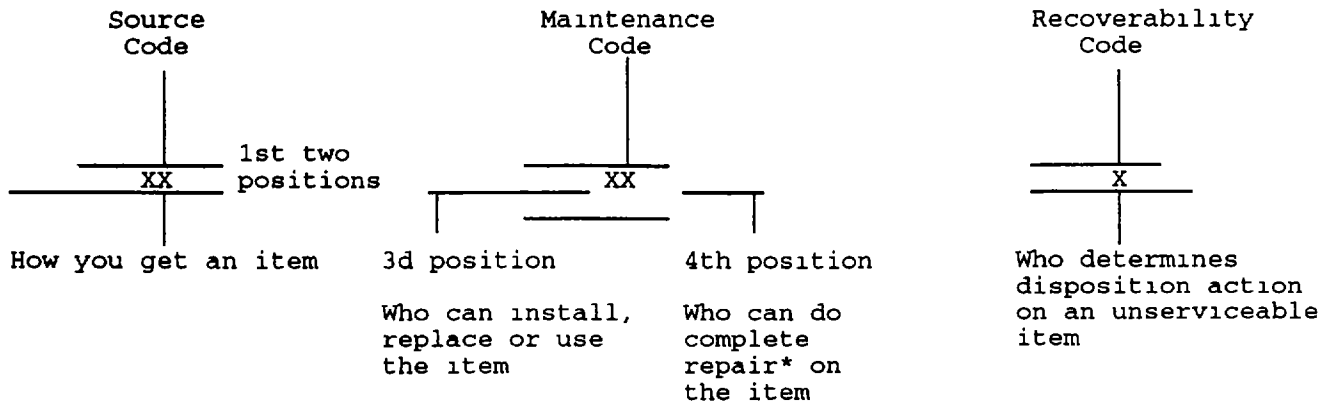 Source Code
Maintenance Code
Recoverability Code
1st two positions
XX
XX
X
How you get an item
3d position
Who can install,
replace or use
the item
4th position
Who can do
complete
repair* on
the item
Who determines
disposition action
on an unserviceable
item